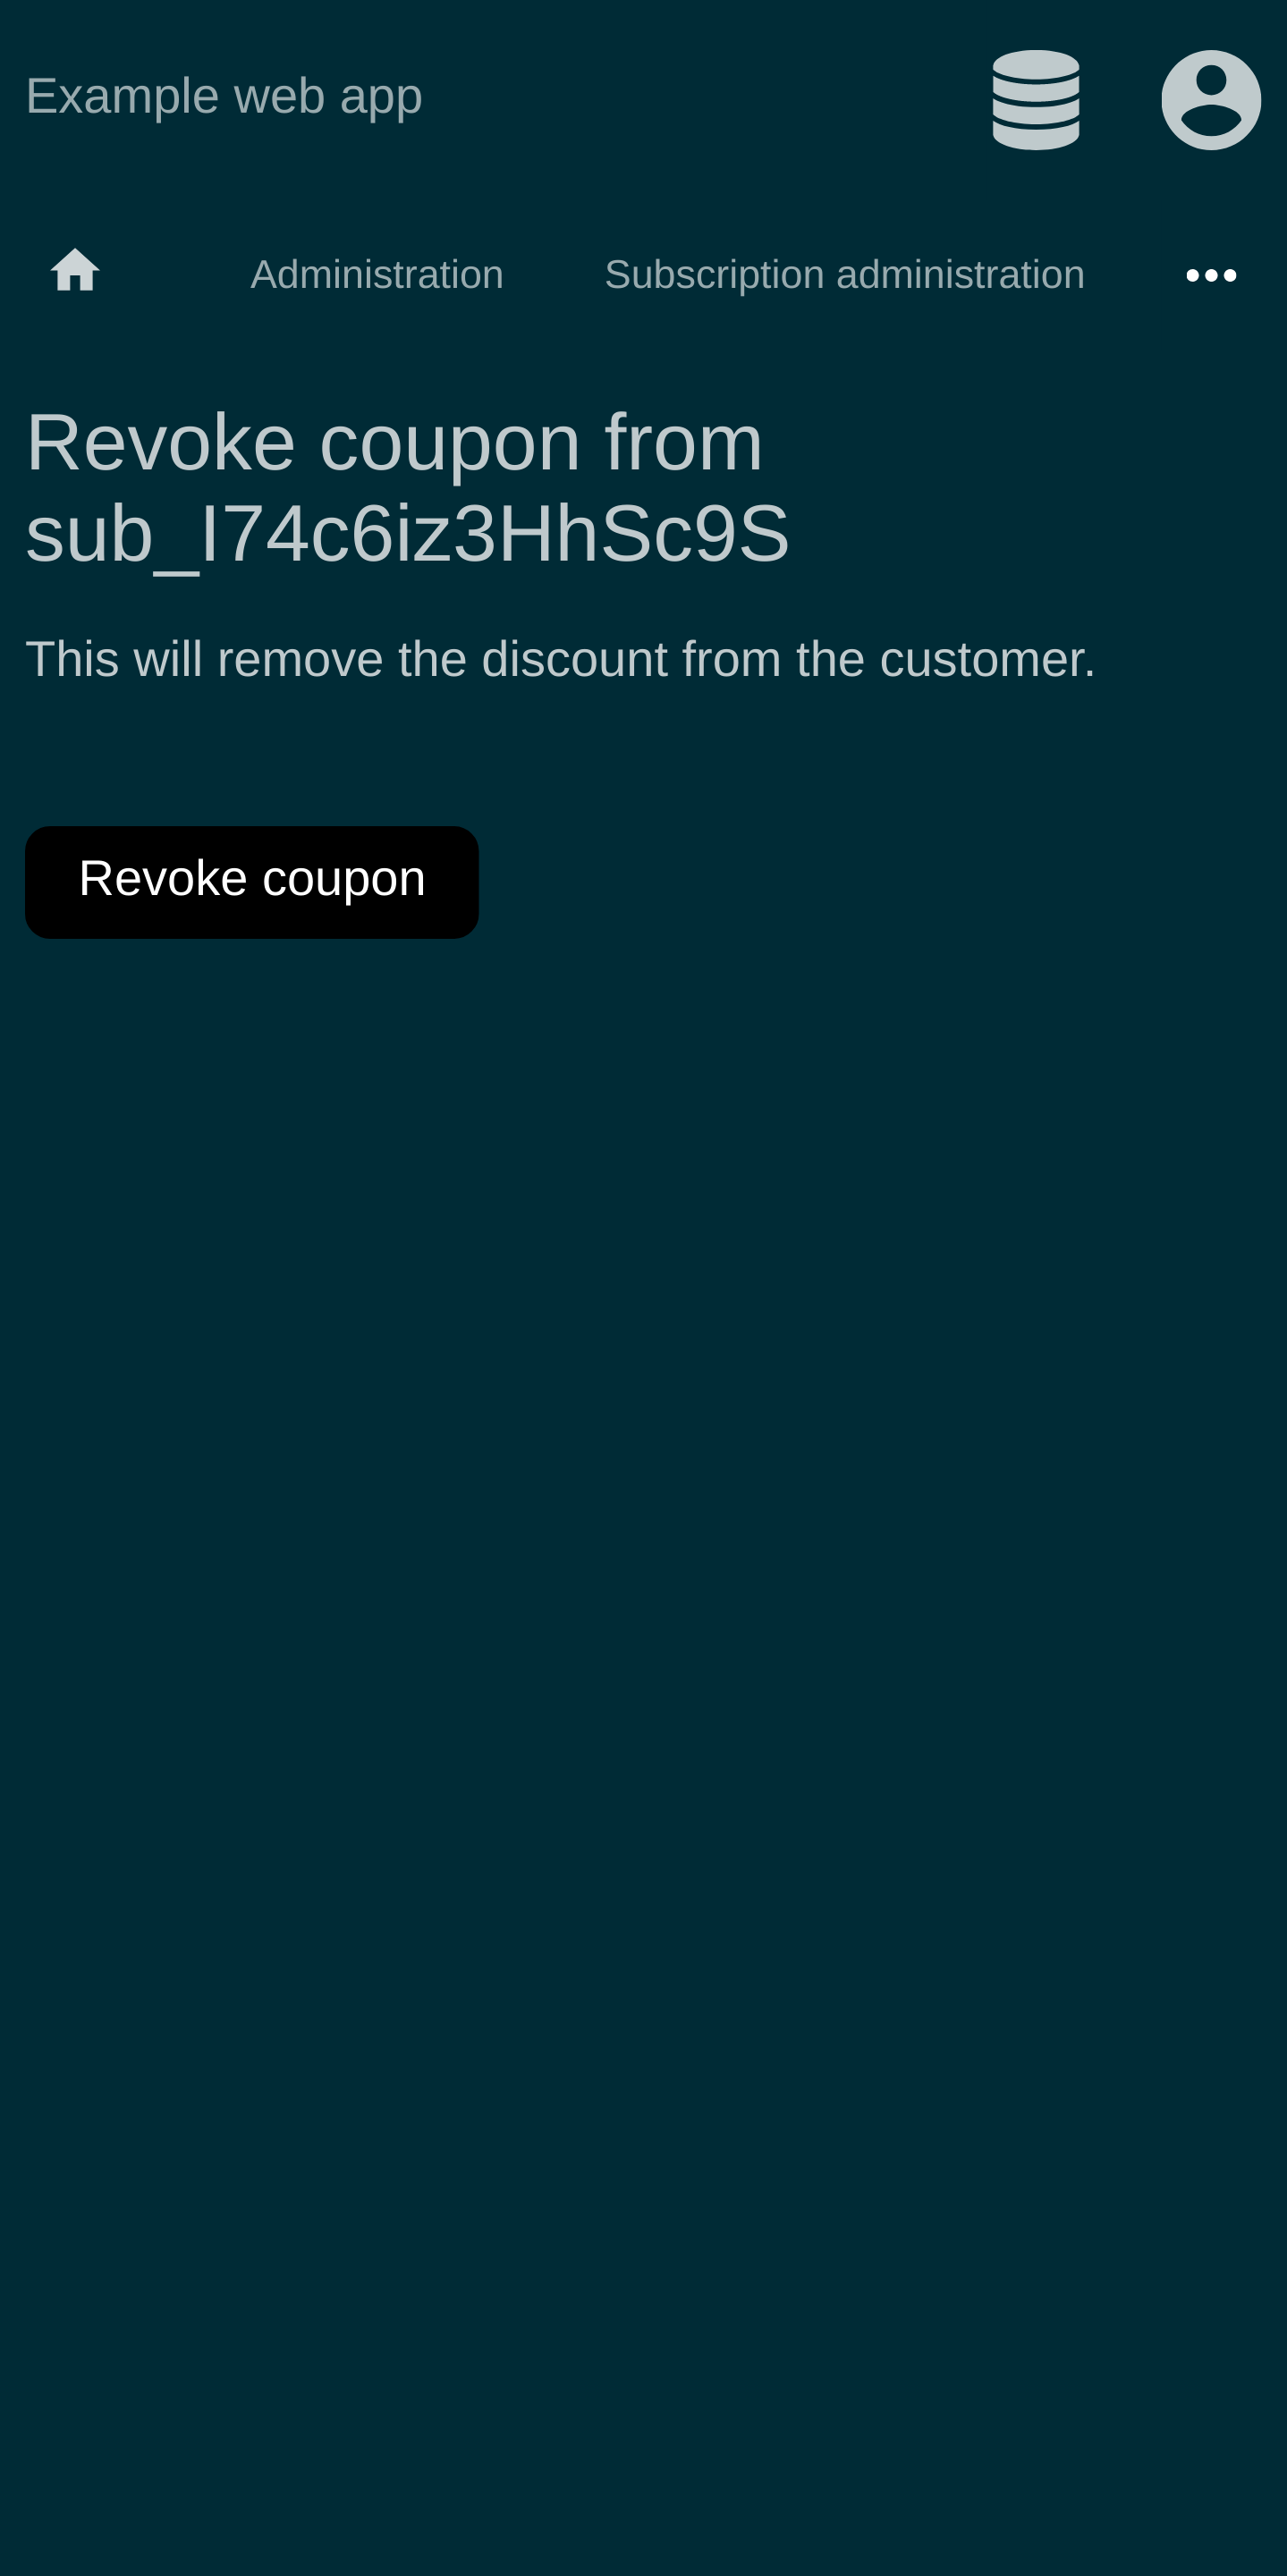 Example web app
Administration Subscription administration
Revoke coupon from
sub_I74c6iz3HhSc9S
This will remove the discount from the customer.
Revoke coupon